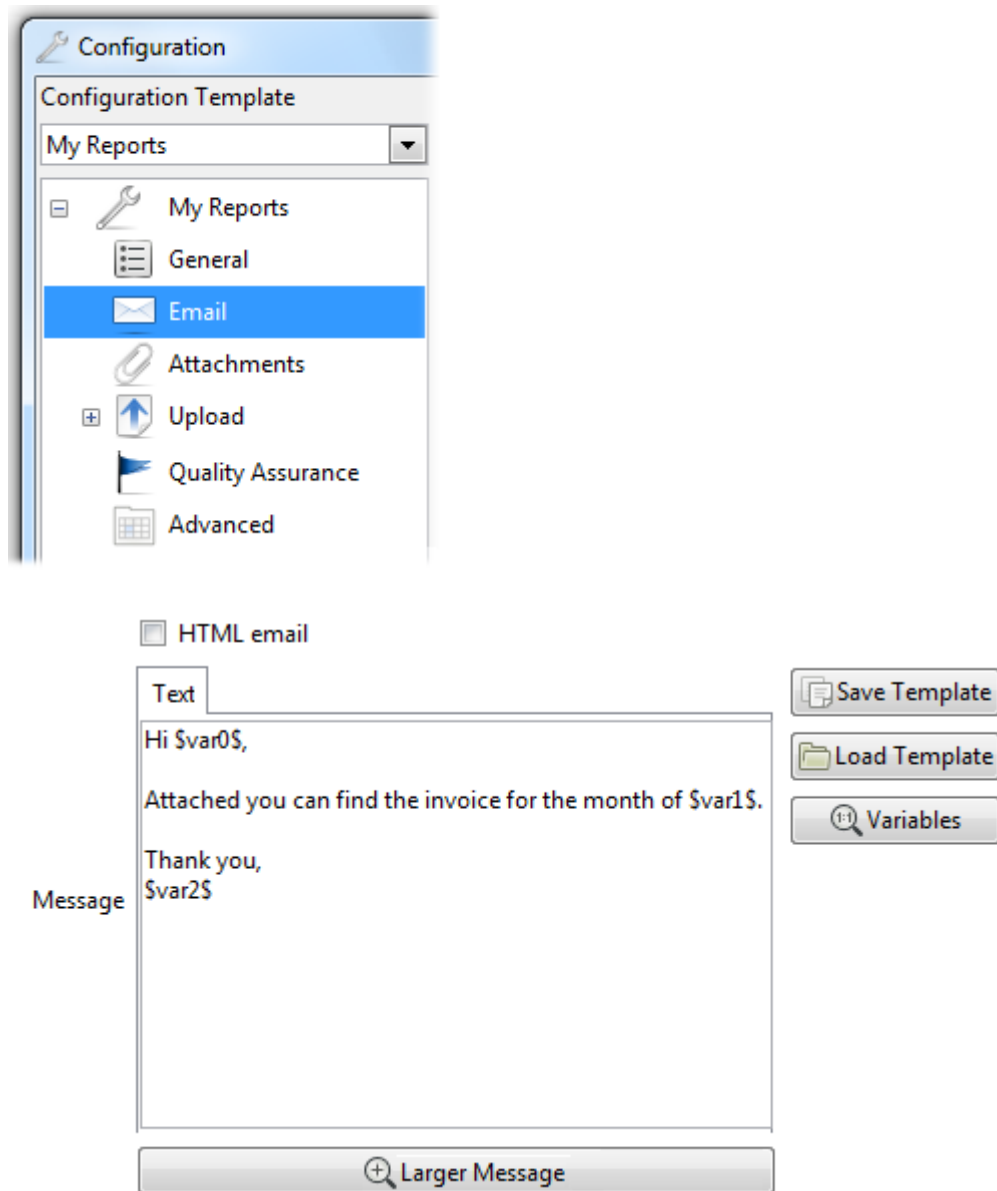 Configuration
Configuration Template
My Reports
My Reports
General
Email
Attachments
Upload
Quality Assurance
Advanced
HTML email
Text
Save Template
Hi $var0$,
Load Template
Attached you can find the invoice for the month of $var1$.
1:1 Variables
Thank you,
$var2$
Message
Larger Message